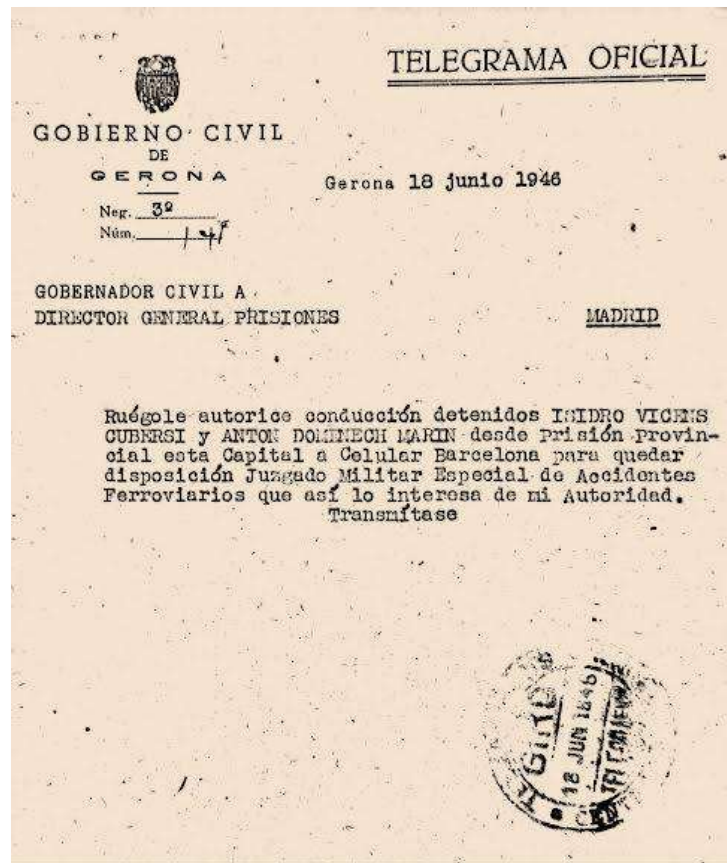 TELEGRAMA OFICIAL
GOBIERNO CIVIL
DE
GERONA
Gerona 18 junio 1946
Neg. 3º
Núm.
GOBERNADOR CIVIL A
DIRECTOR GENERAL PRISIONES MADRID
Ruégole autorice conducción detenidos ISIDRO VICENS
CUBERSI y ANTON DOMINECH MARIN desde Prisión Provin-
cial esta Capital a Celular Barcelona para quedar
disposición Juzgado Militar Especial de Accidentes
Ferroviarios que así lo interesa de mi Autoridad.
Transmítase
18 JUN 1946